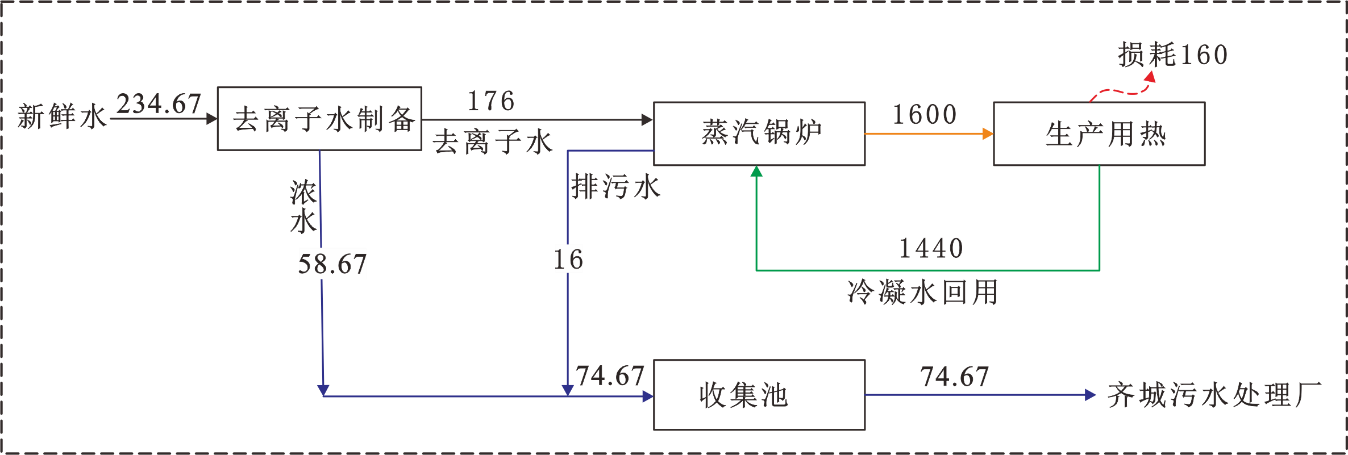 损耗160
新鲜水
234.67
去离子水制备
176
去离子水
蒸汽锅炉
1600
生产用热
浓水
58.67
排污水
16
1440
冷凝水回用
74.67
收集池
74.67
齐城污水处理厂